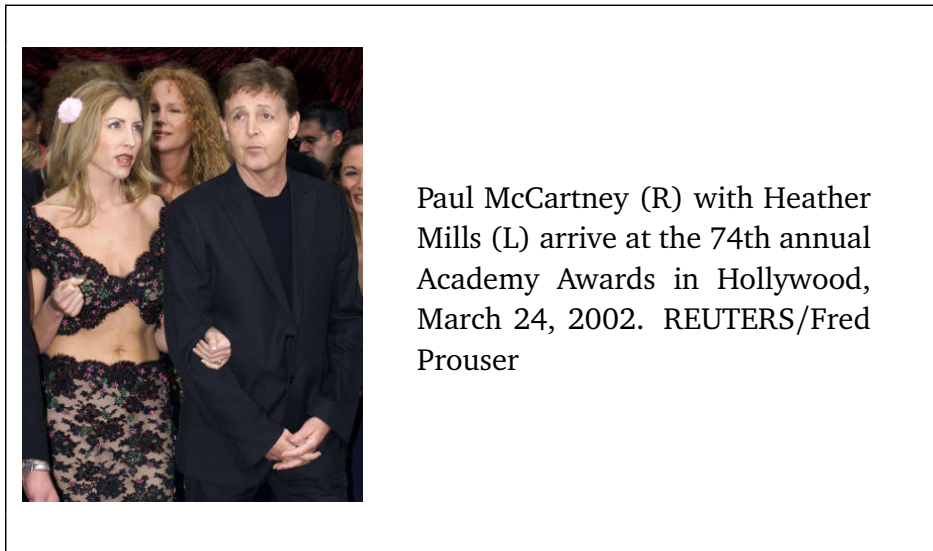 Paul McCartney (R) with Heather
Mills (L) arrive at the 74th annual
Academy Awards in Hollywood,
March 24, 2002. REUTERS/Fred
Prouser